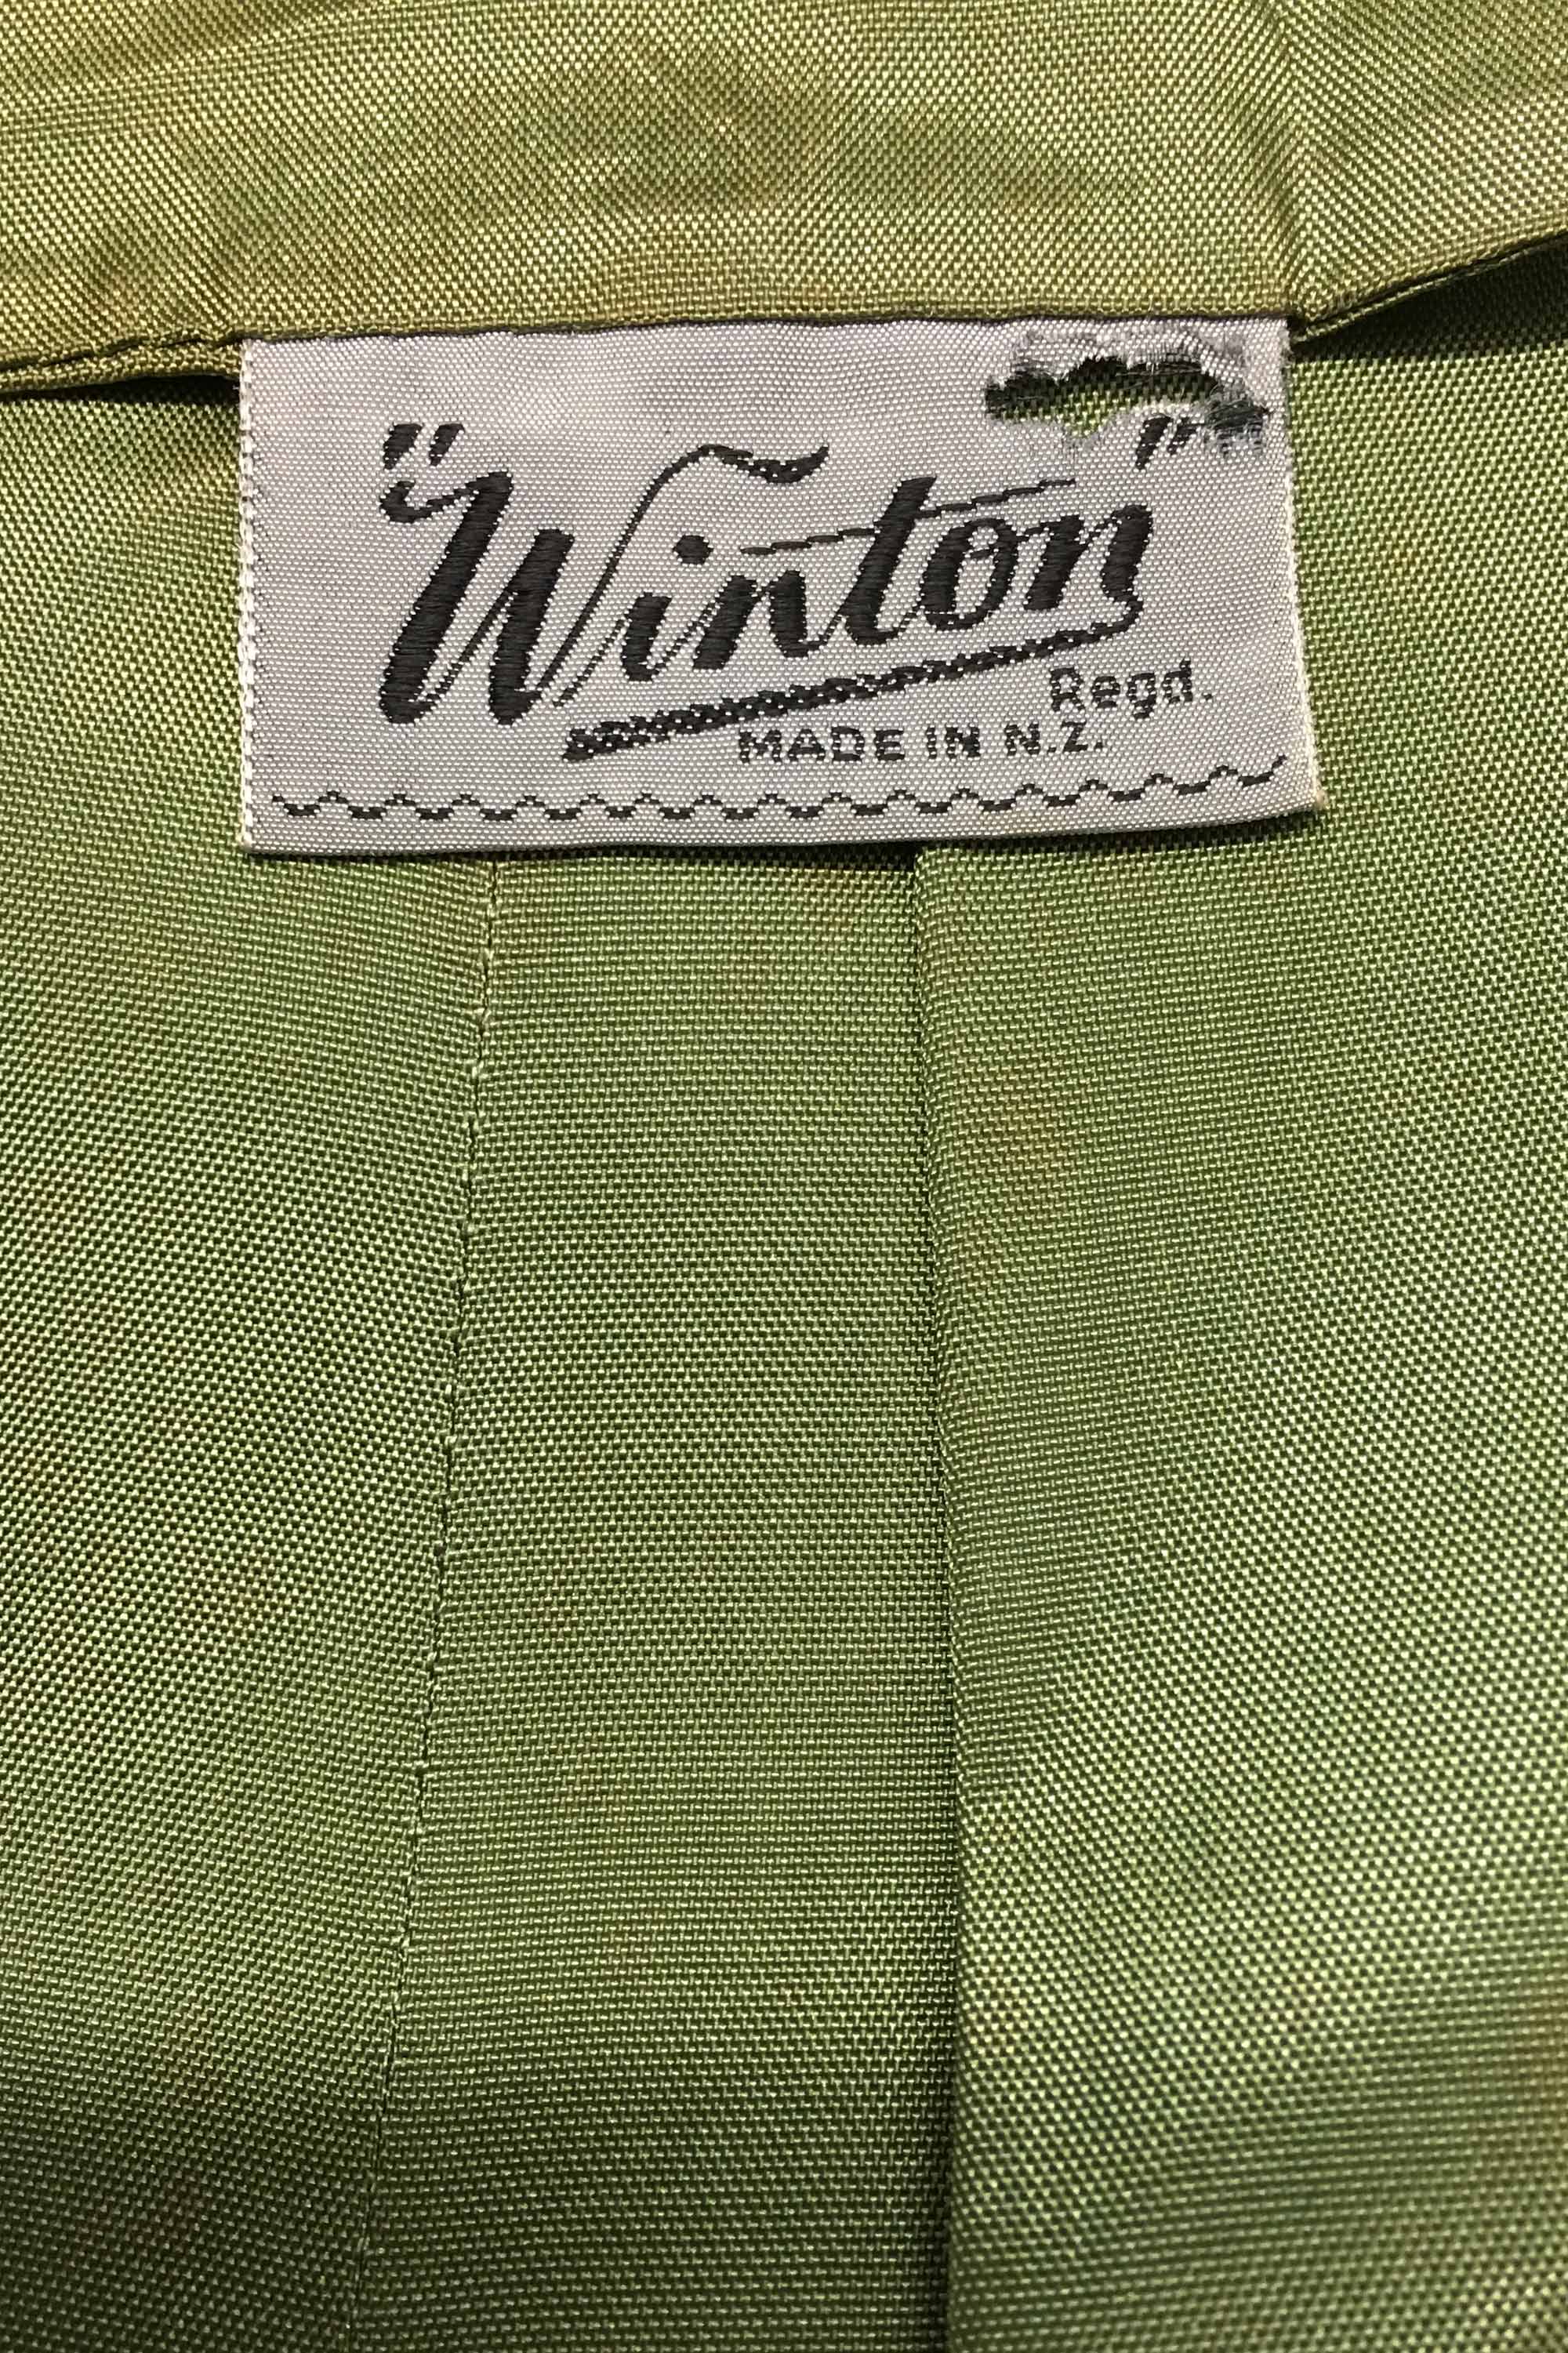 "Winton"
Regd.
MADE IN N.Z.